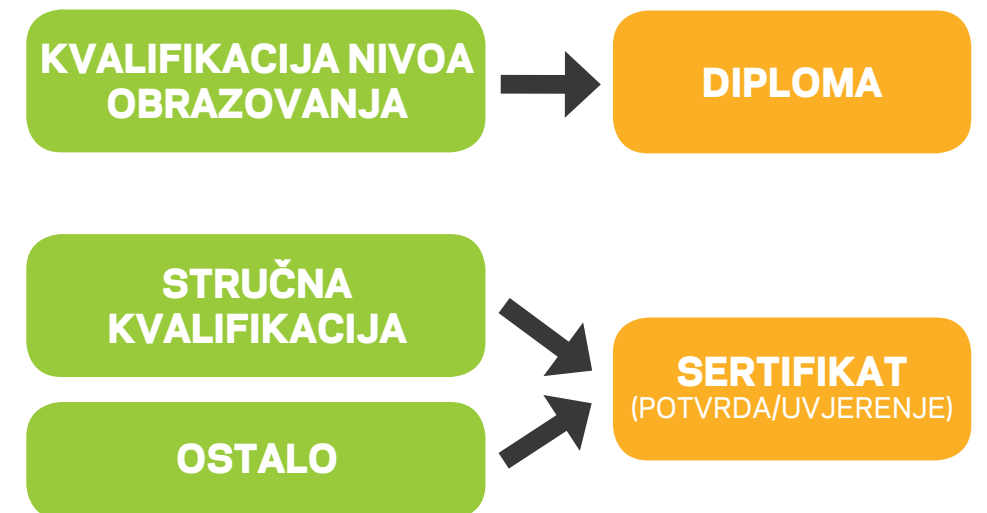 KVALIFIKACIJA NIVOA
OBRAZOVANJA
DIPLOMA
STRUČNA
KVALIFIKACIJA
SERTIFIKAT
(POTVRDA/UVJERENJE)
OSTALO